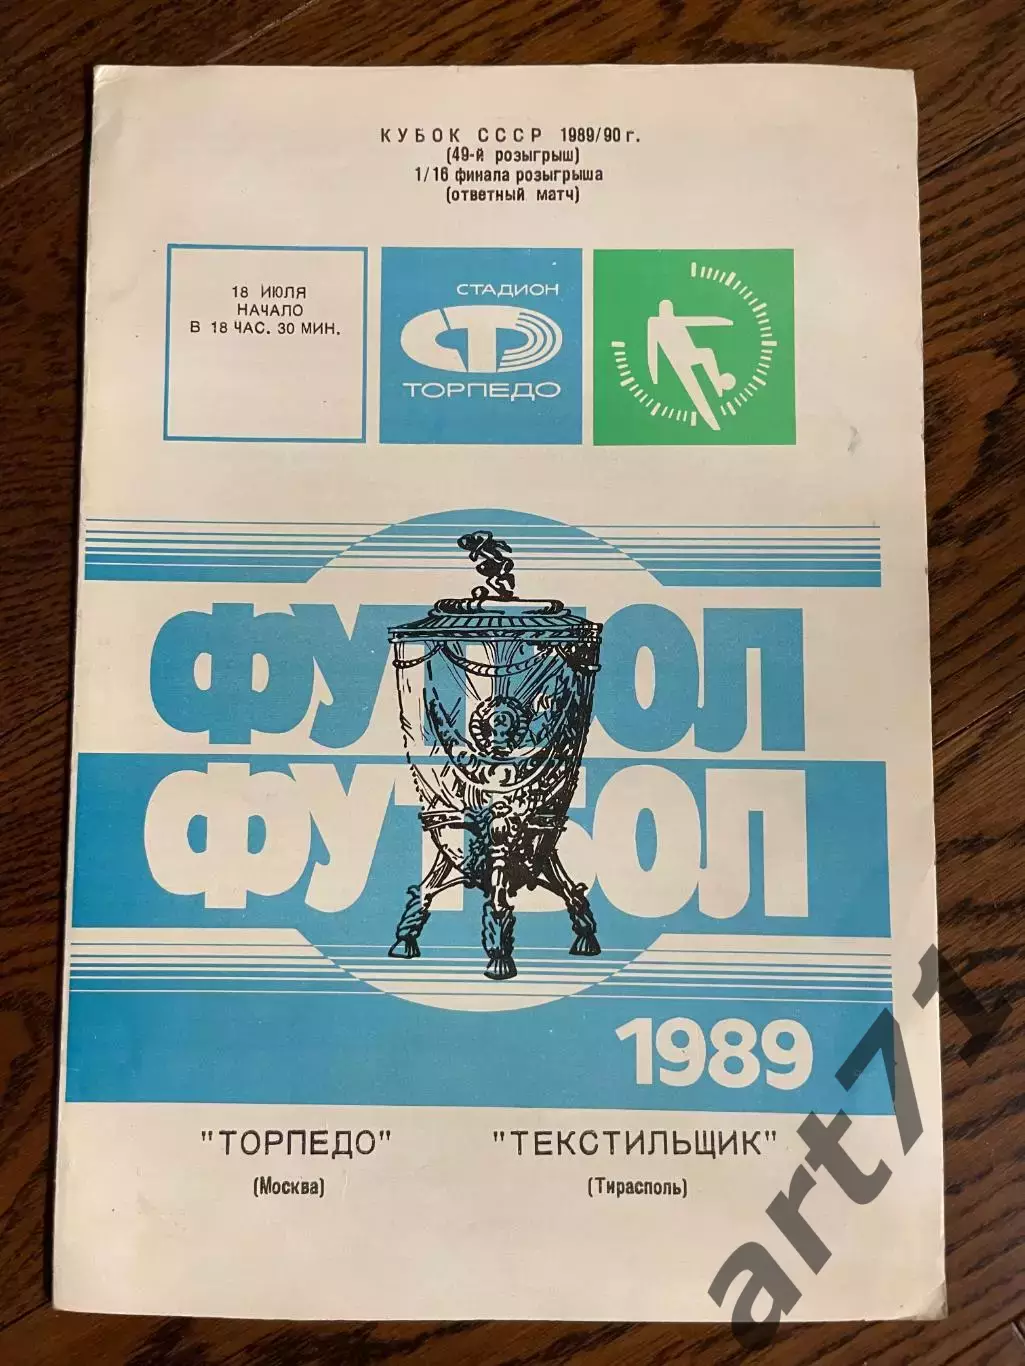 КУБОК СССР 1989/90 г.
(49-й розыгрыш)
1/16 финала розыгрыша
(ответный матч)
18 ИЮЛЯ
НАЧАЛО
В 18 ЧАС. 30 МИН.
СТАДИОН
ТОРПЕДО
ФУТБОЛ
ФУТБОЛ
1989
"ТОРПЕДО"
(Москва)
"ТЕКСТИЛЬЩИК"
(Тирасполь)
art71